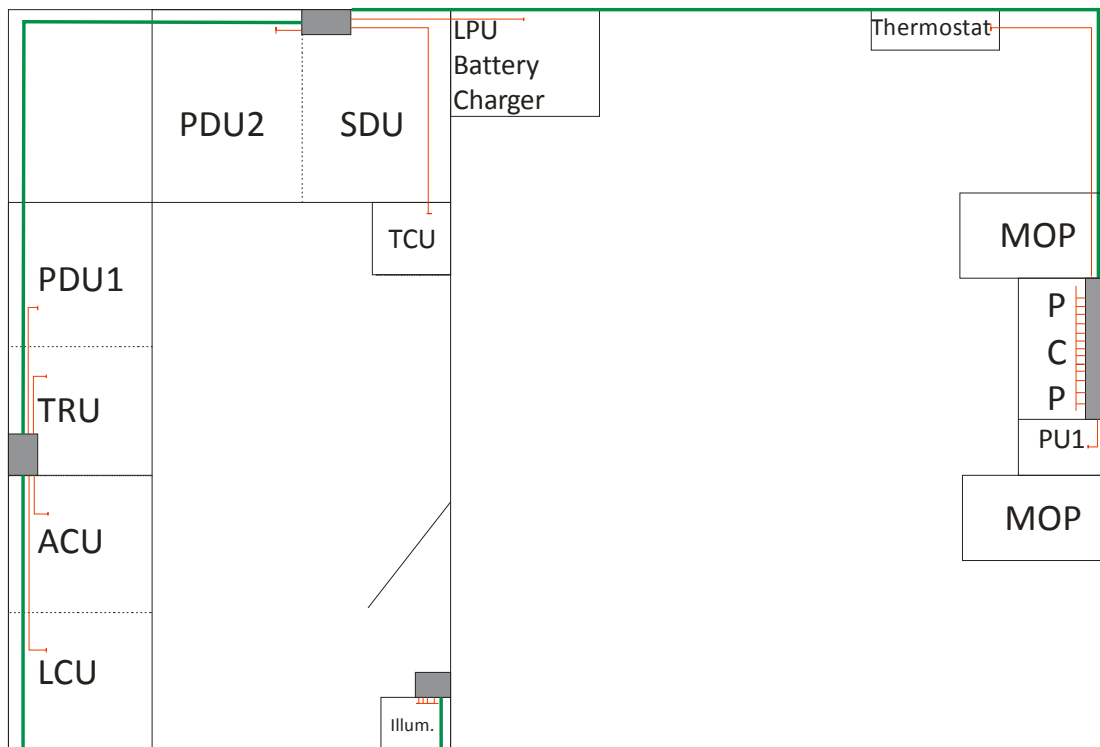 LPU
Battery
Charger
Thermostat
PDU2
SDU
TCU
MOP
PDU1
P
C
P
TRU
PU1
ACU
MOP
LCU
Illum.